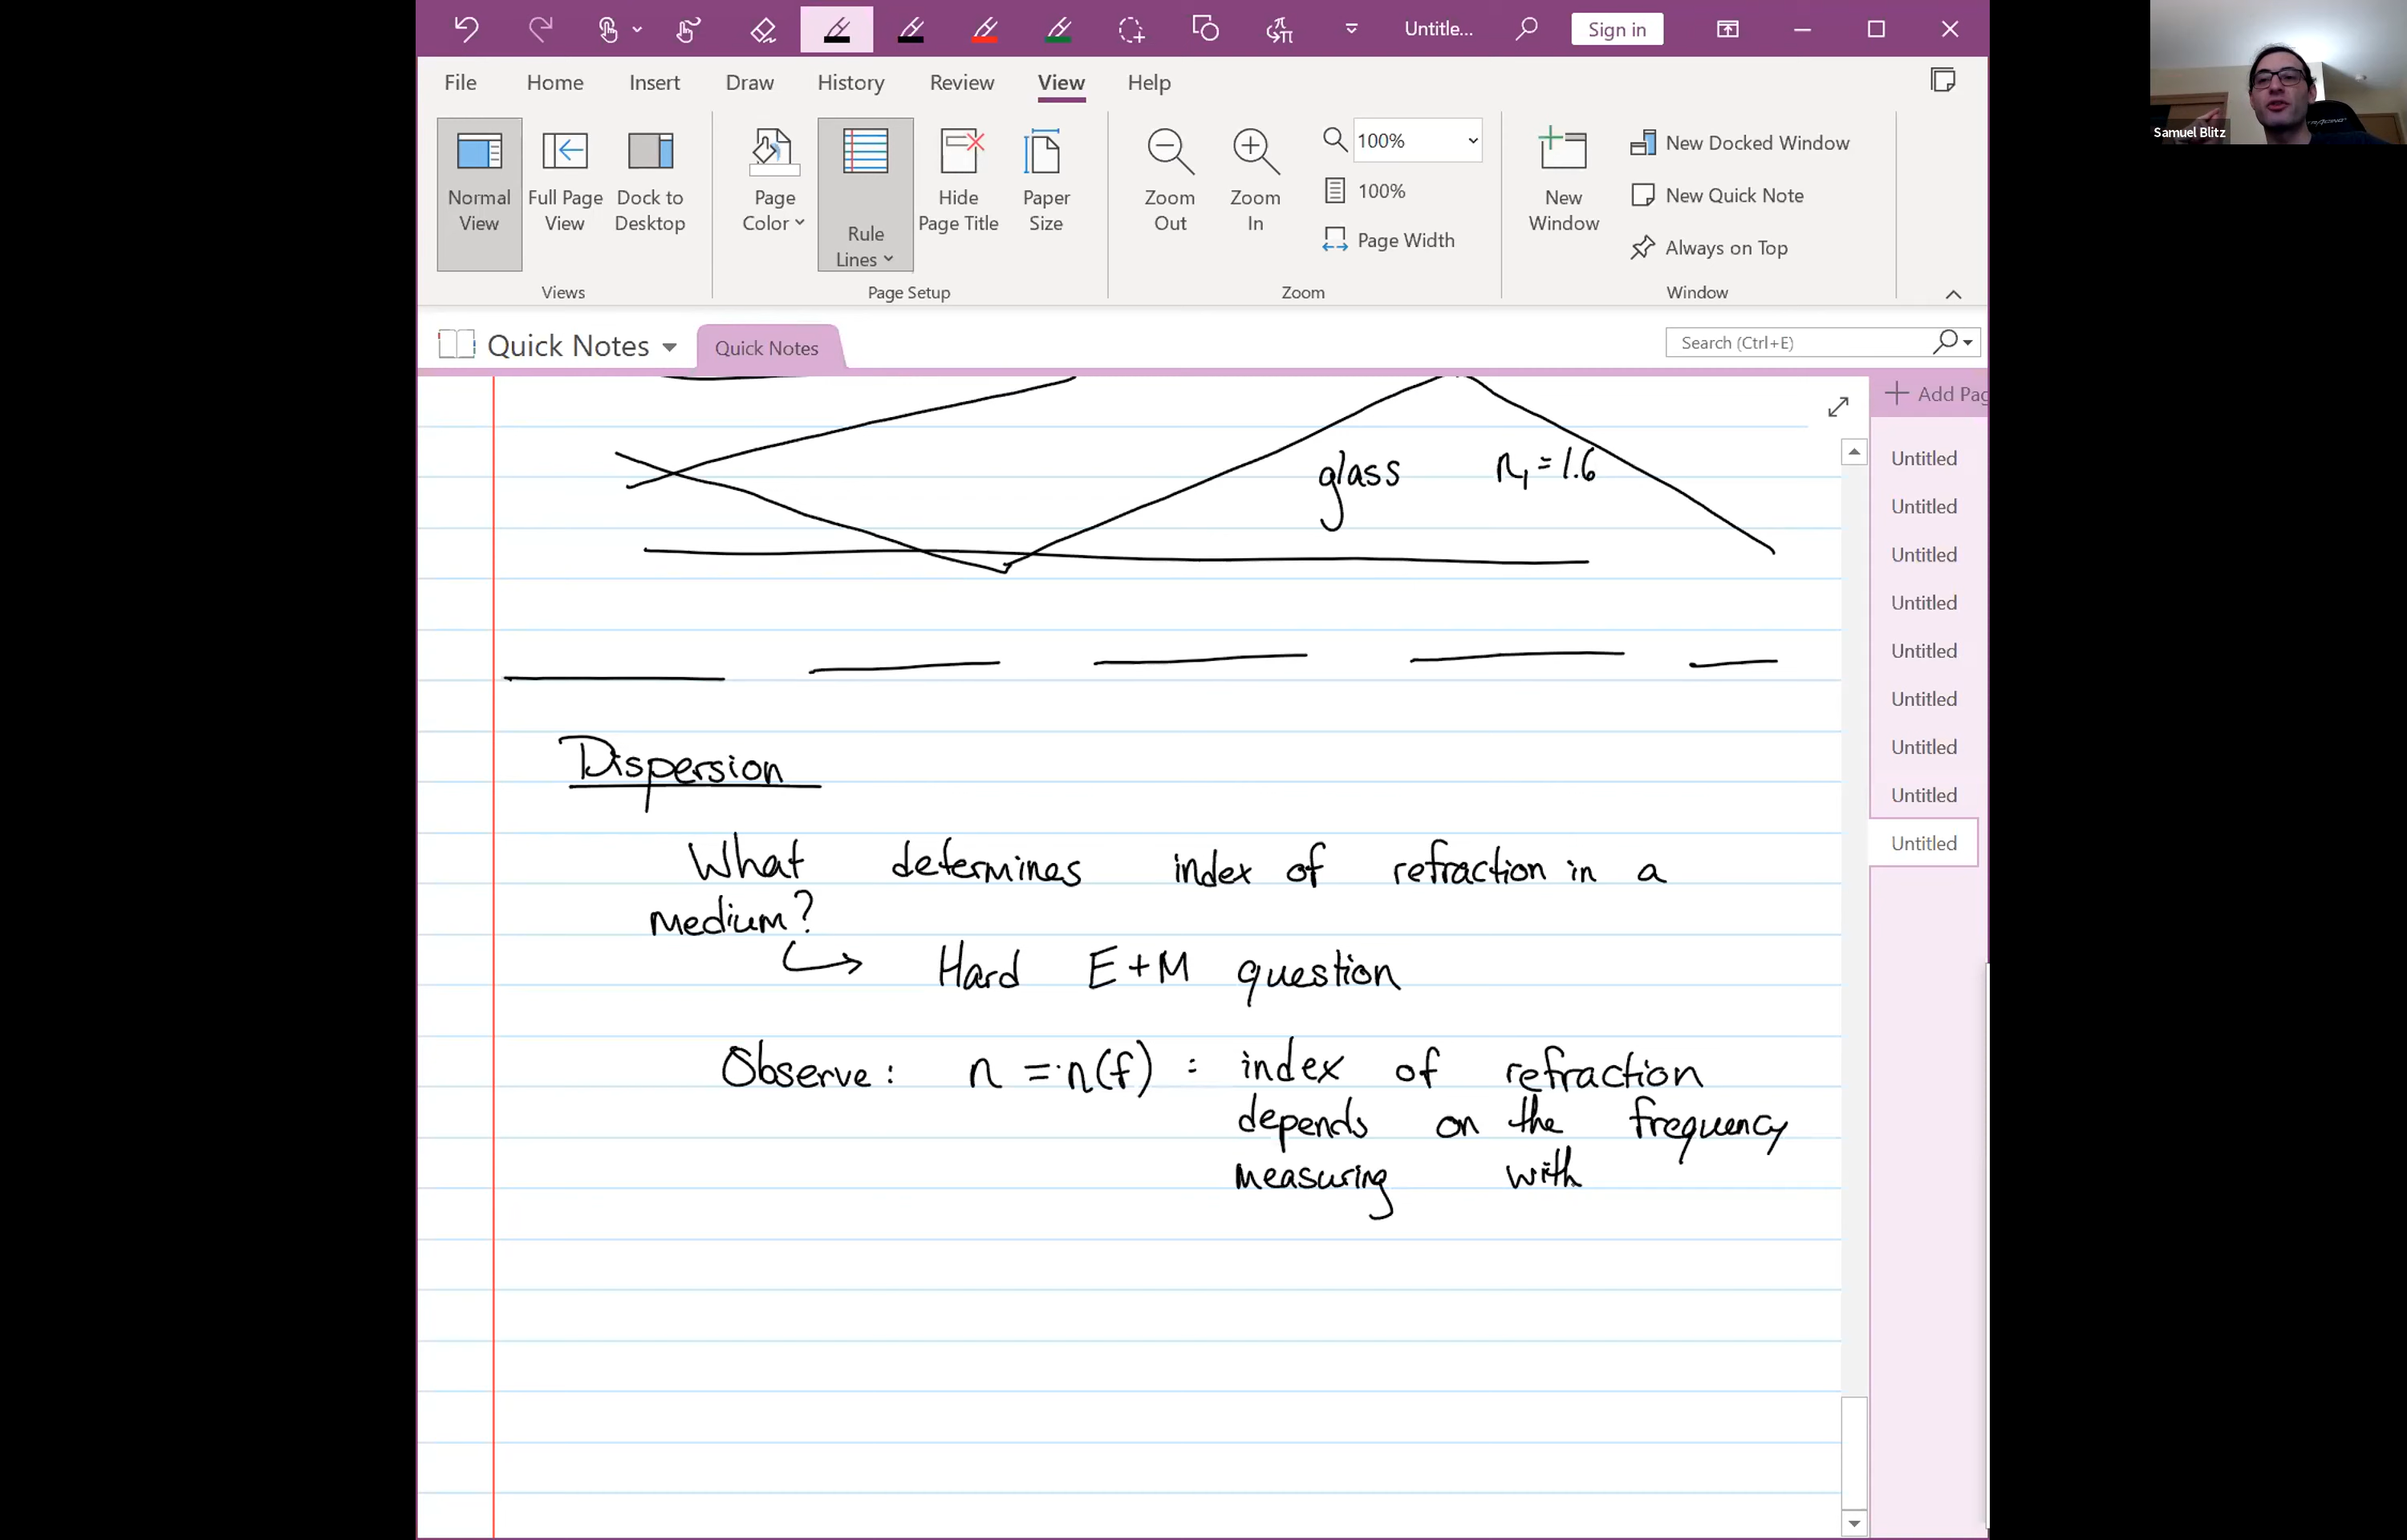 Untitle...
Sign in
File Home Insert Draw History Review View Help
Normal View
Full Page View
Dock to Desktop
Page Color
Rule Lines
Hide Page Title
Paper Size
Zoom Out
Zoom In
100%
100%
Page Width
New Window
New Docked Window
New Quick Note
Always on Top
Views
Page Setup
Zoom
Window
Quick Notes
Quick Notes
Search (Ctrl+E)
Add Pag
Untitled
Untitled
Untitled
Untitled
Untitled
Untitled
Untitled
Untitled
Untitled
glass n₁ = 1.6
Dispersion
What determines index of refraction in a
medium?
↳ Hard E+M question
Observe: n = n(f) : index of refraction
depends on the frequency
measuring with
Samuel Blitz